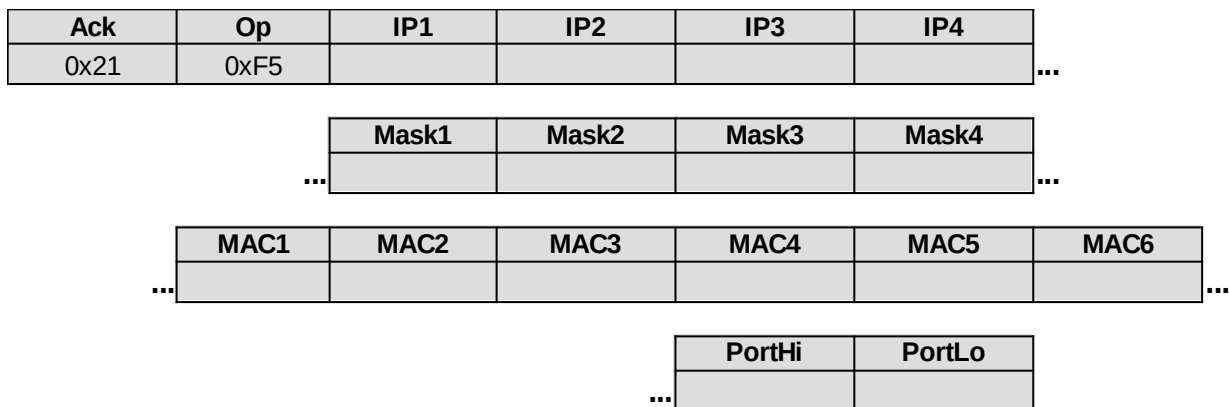 Ack Op IP1 IP2 IP3 IP4
0x21 0xF5 ...
Mask1 Mask2 Mask3 Mask4
... ...
MAC1 MAC2 MAC3 MAC4 MAC5 MAC6
... ...
PortHi PortLo
...